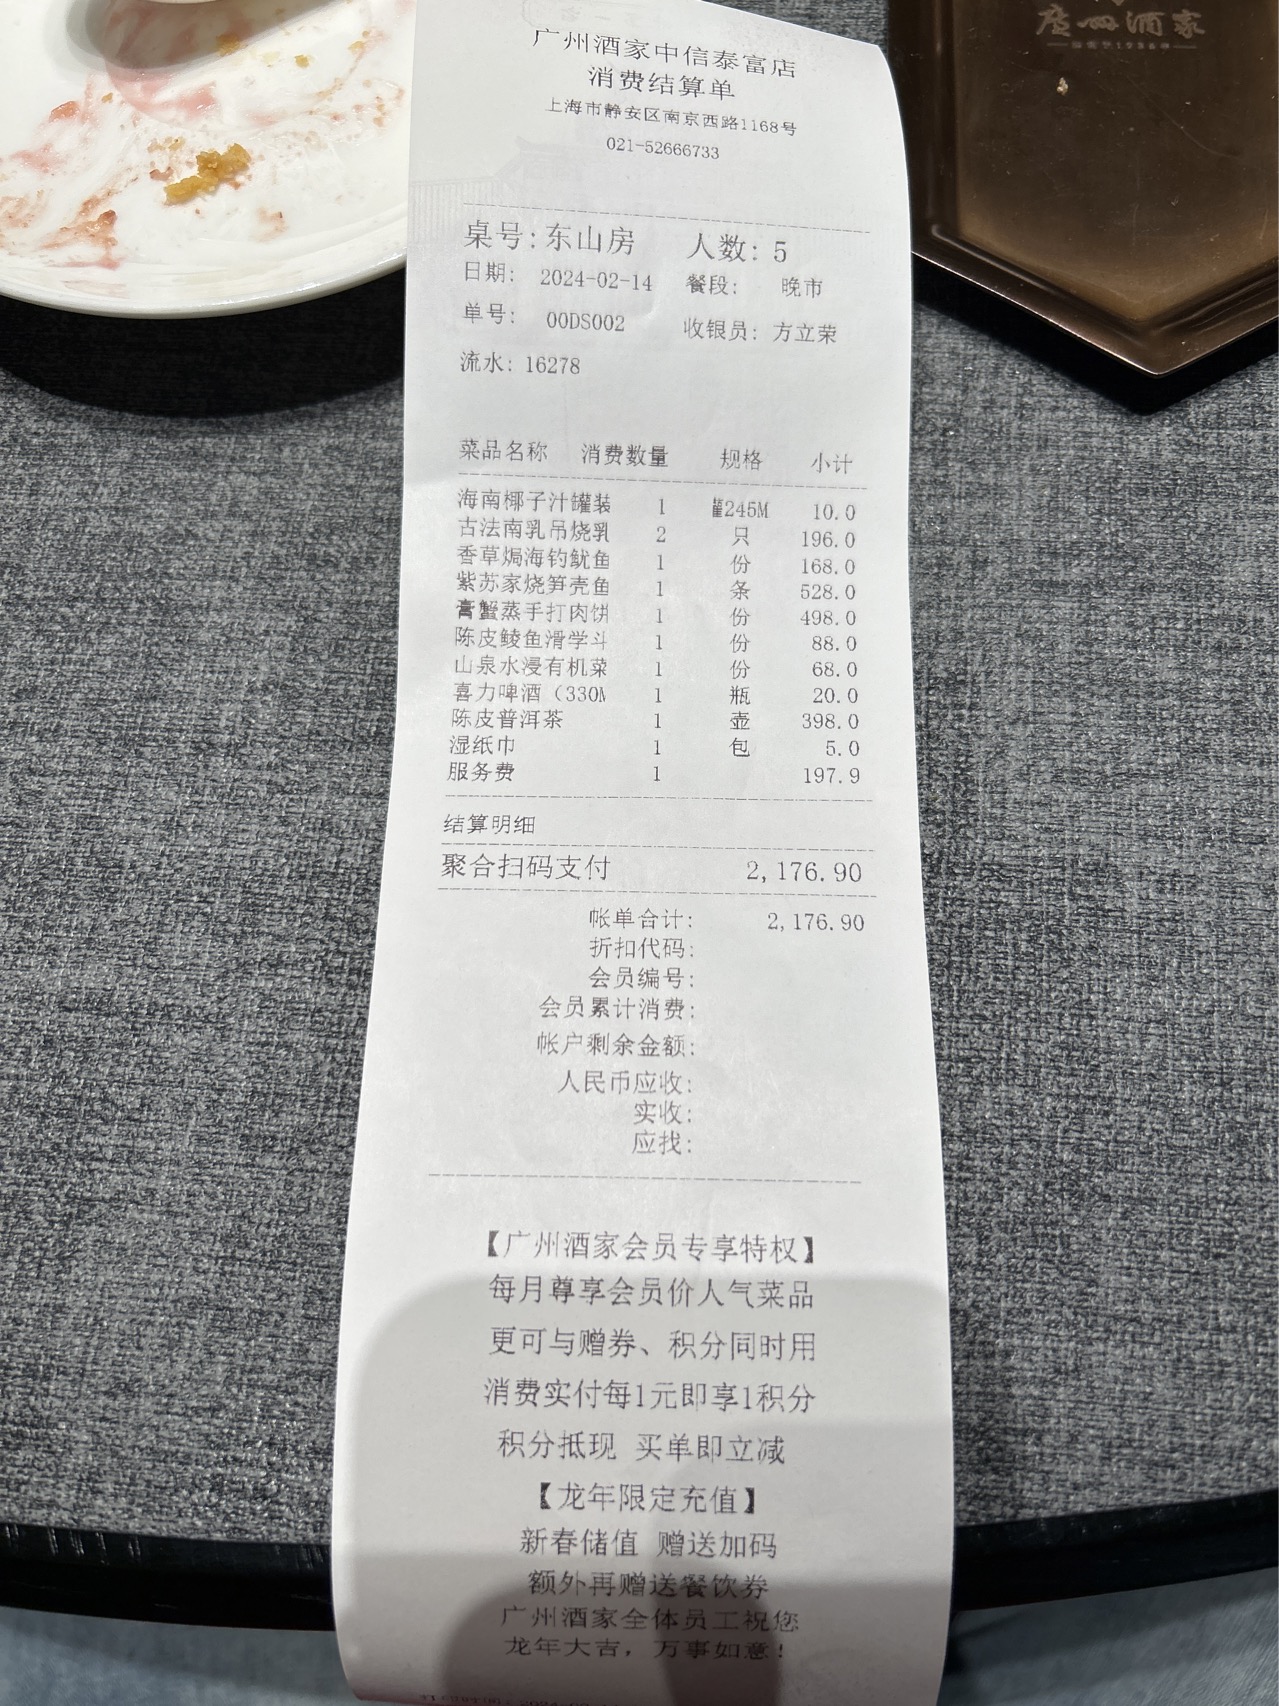 广州酒家
广州酒家中信泰富店
消费结算单
上海市静安区南京西路1168号
021-52666733
桌号:东山房 人数: 5
日期: 2024-02-14 餐段: 晚市
单号: 00DS002 收银员: 方立荣
流水: 16278
菜品名称 消费数量 规格 小计
海南椰子汁罐装 1 罐245M 10.0
古法南乳吊烧乳 2 只 196.0
香草焗海钓鱿鱼 1 份 168.0
紫苏家烧笋壳鱼 1 条 528.0
膏蟹蒸手打肉饼 1 份 498.0
陈皮鲮鱼滑学斗 1 份 88.0
山泉水浸有机菜 1 份 68.0
喜力啤酒（330M 1 瓶 20.0
陈皮普洱茶 1 壶 398.0
湿纸巾 1 包 5.0
服务费 1 197.9
结算明细
聚合扫码支付 2,176.90
帐单合计: 2,176.90
折扣代码:
会员编号:
会员累计消费:
帐户剩余金额:
人民币应收:
实收:
应找:
【广州酒家会员专享特权】
每月尊享会员价人气菜品
更可与赠券、积分同时用
消费实付每1元即享1积分
积分抵现 买单即立减
【龙年限定充值】
新春储值 赠送加码
额外再赠送餐饮券
广州酒家全体员工祝您
龙年大吉，万事如意!